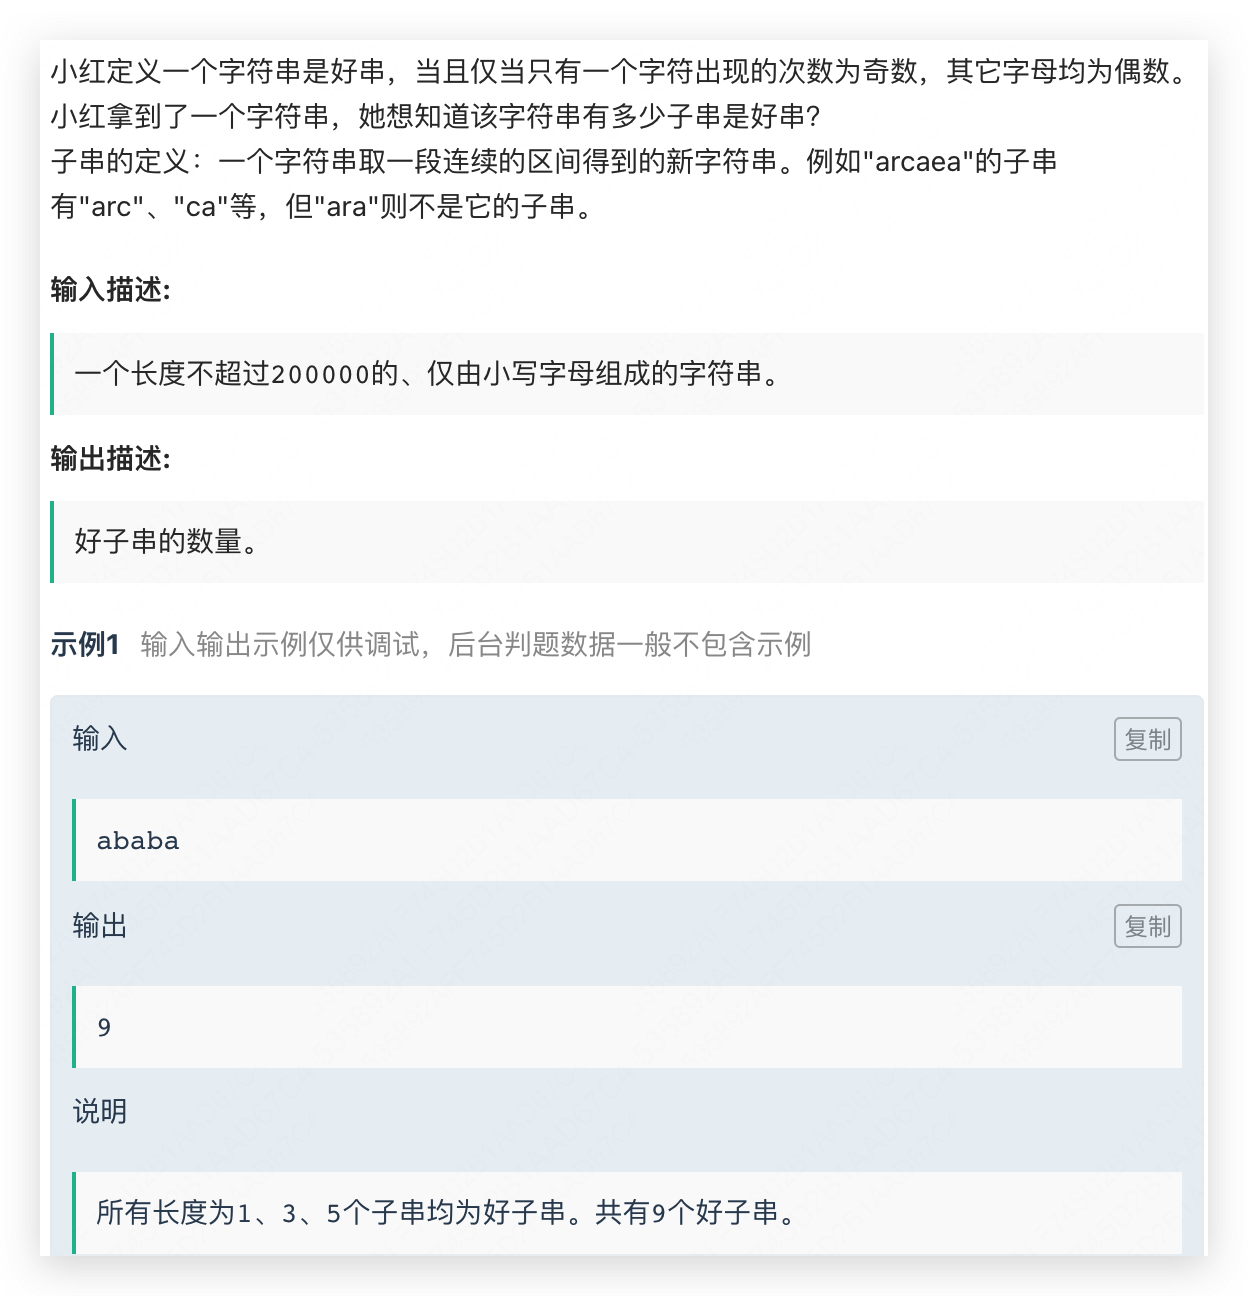 小红定义一个字符串是好串，当且仅当只有一个字符出现的次数为奇数，其它字母均为偶数。
小红拿到了一个字符串，她想知道该字符串有多少子串是好串?
子串的定义：一个字符串取一段连续的区间得到的新字符串。例如"arcaea"的子串
有"arc"、"ca"等，但"ara"则不是它的子串。
输入描述:
一个长度不超过200000的、仅由小写字母组成的字符串。
输出描述:
好子串的数量。
示例1 输入输出示例仅供调试，后台判题数据一般不包含示例
输入
复制
ababa
输出
复制
9
说明
所有长度为1、3、5个子串均为好子串。共有9个好子串。